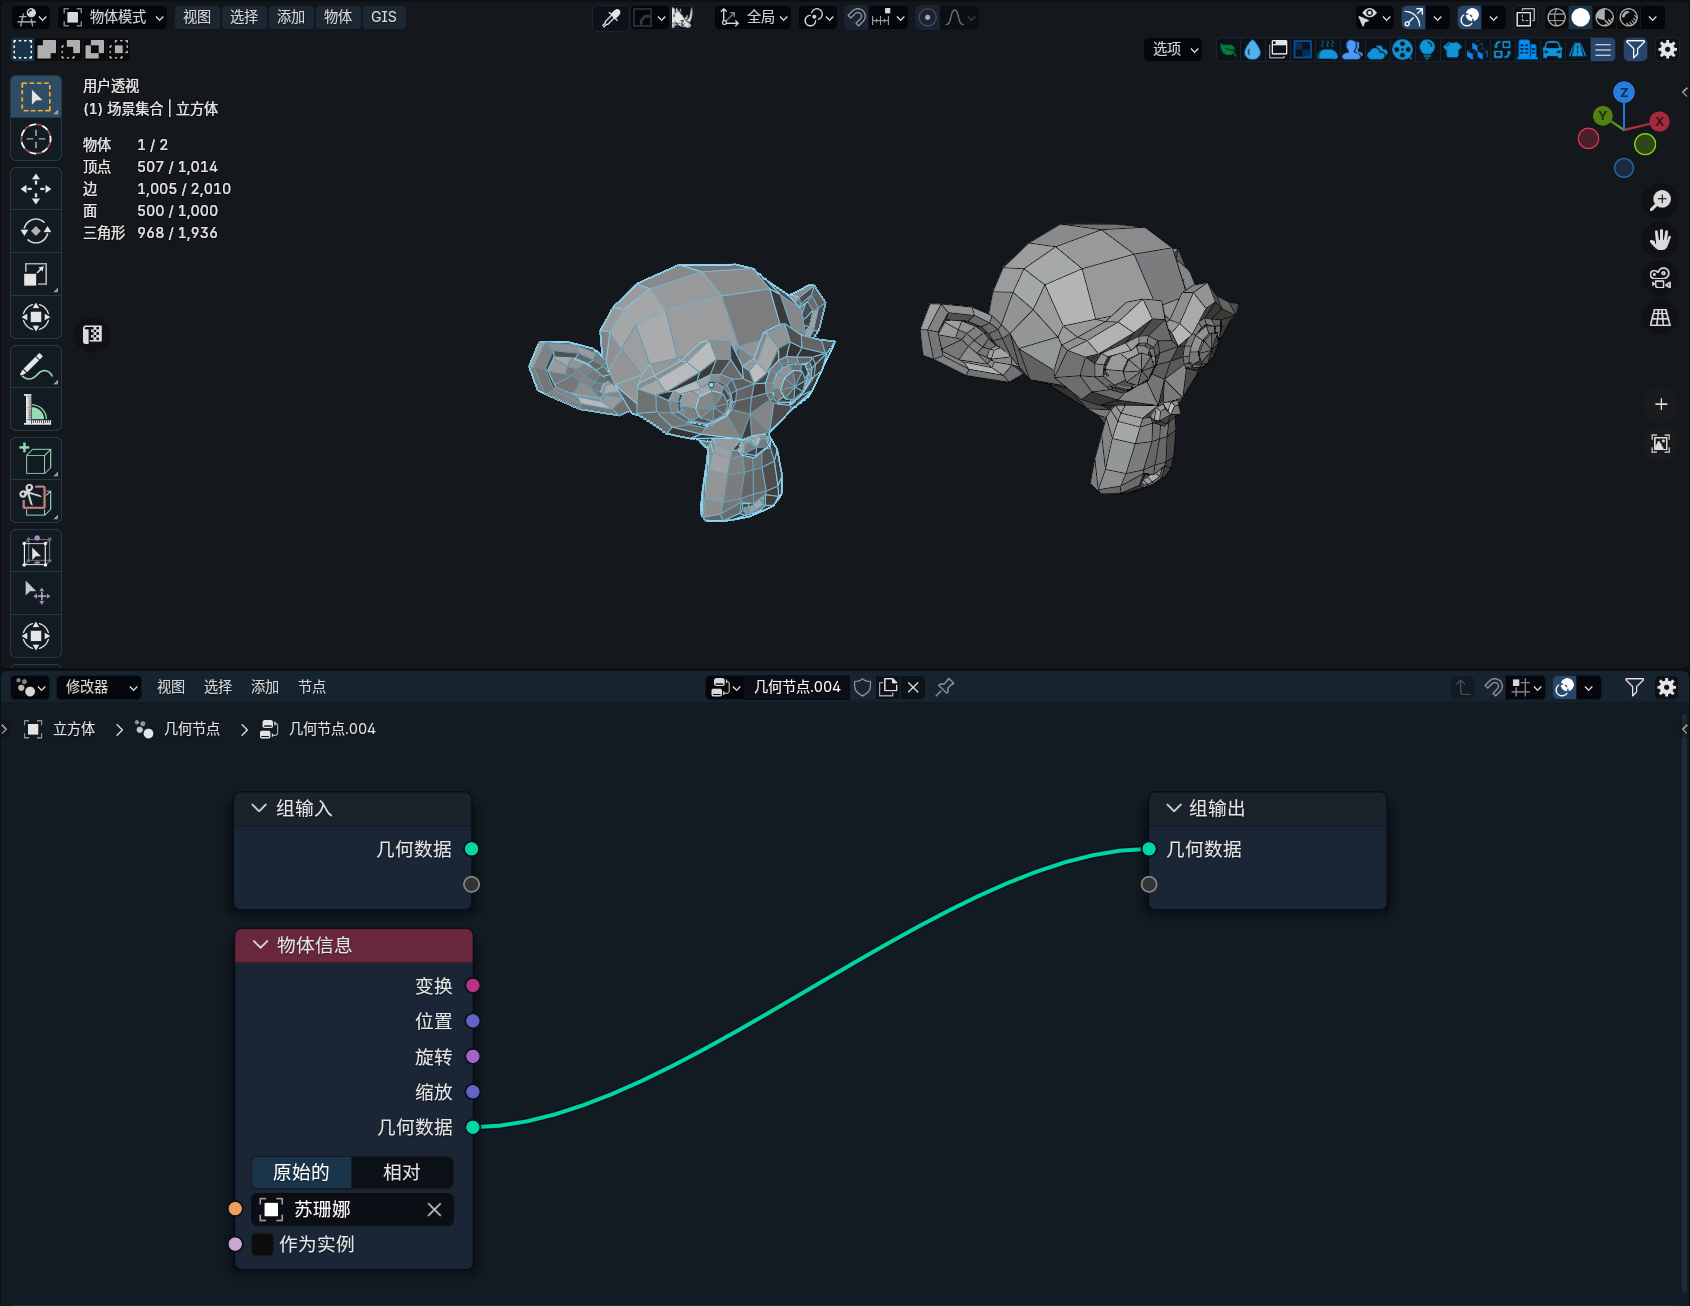 物体模式 视图 选择 添加 物体 GIS 全局
选项
用户透视
(1) 场景集合 | 立方体
物体 1 / 2
顶点 507 / 1,014
边 1,005 / 2,010
面 500 / 1,000
三角形 968 / 1,936
Z
Y
X
修改器 视图 选择 添加 节点 几何节点.004
立方体 几何节点 几何节点.004
组输入
几何数据
组输出
几何数据
物体信息
变换
位置
旋转
缩放
几何数据
原始的 相对
苏珊娜
作为实例